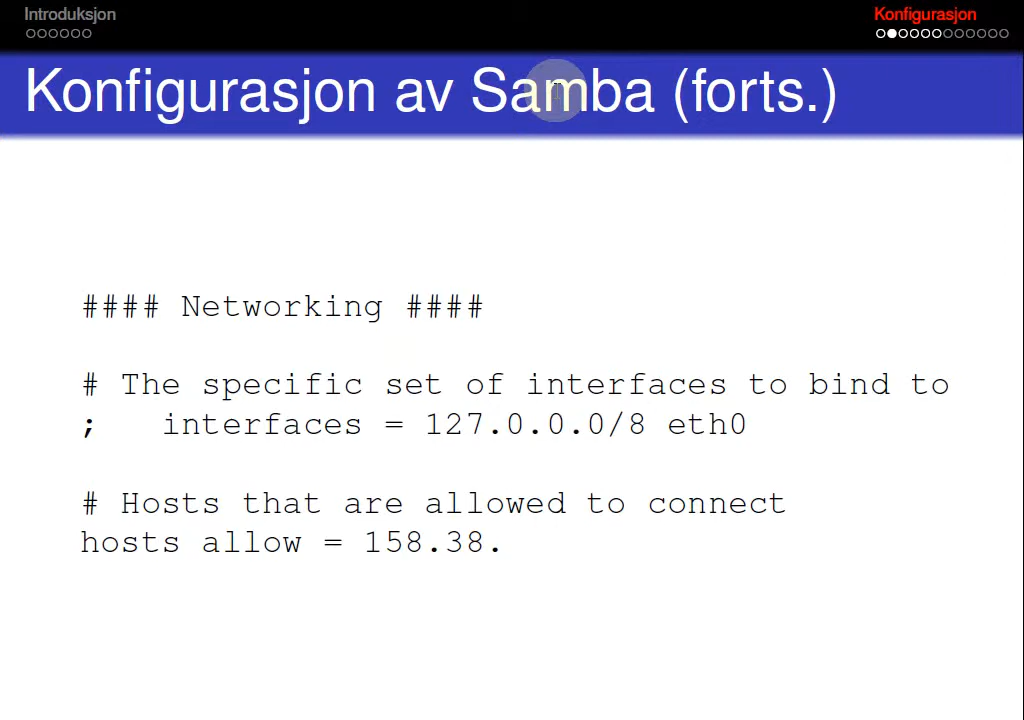 Introduksjon
Konfigurasjon
Konfigurasjon av Samba (forts.)
#### Networking ####
# The specific set of interfaces to bind to
;   interfaces = 127.0.0.0/8 eth0
# Hosts that are allowed to connect
hosts allow = 158.38.